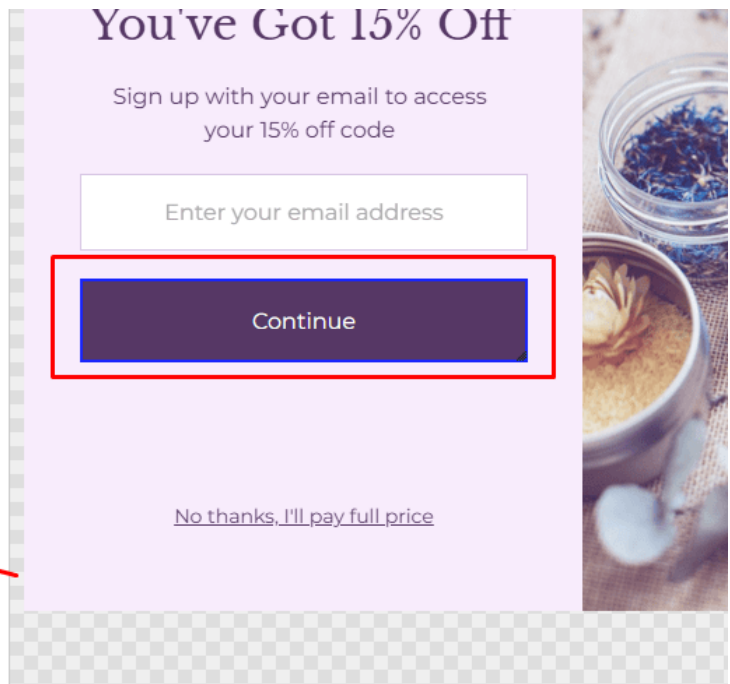 You've Got 15% Off
Sign up with your email to access
your 15% off code
Enter your email address
Continue
No thanks, I'll pay full price